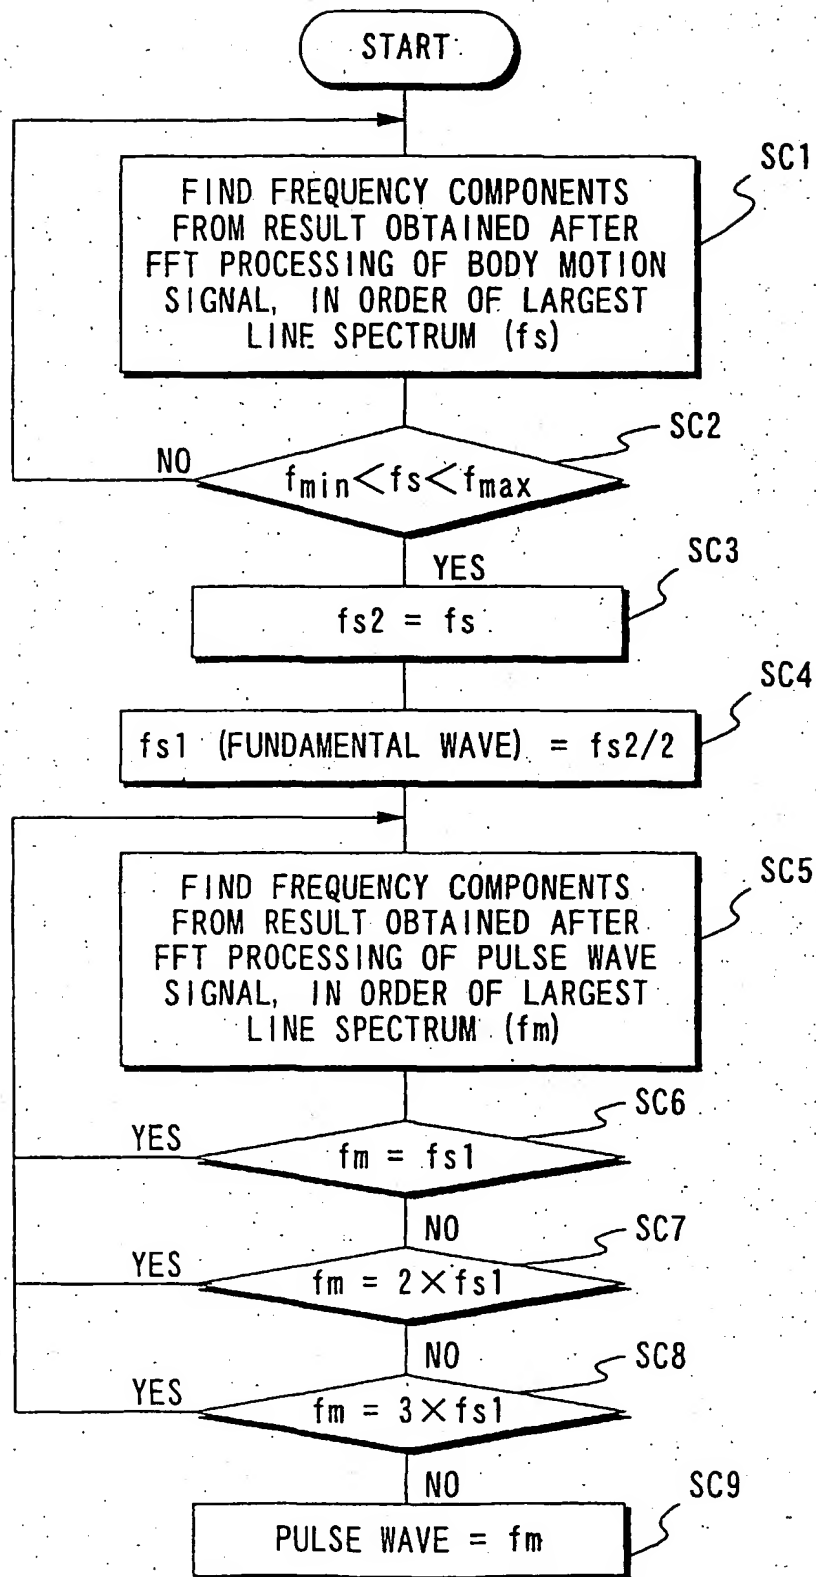 START
SC1
FIND FREQUENCY COMPONENTS
FROM RESULT OBTAINED AFTER
FFT PROCESSING OF BODY MOTION
SIGNAL, IN ORDER OF LARGEST
LINE SPECTRUM (fs)
SC2
NO
fmin<fs<fmax
YES
SC3
fs2 = fs
SC4
fs1 (FUNDAMENTAL WAVE) = fs2/2
SC5
FIND FREQUENCY COMPONENTS
FROM RESULT OBTAINED AFTER
FFT PROCESSING OF PULSE WAVE
SIGNAL, IN ORDER OF LARGEST
LINE SPECTRUM (fm)
SC6
YES
fm = fs1
NO
SC7
YES
fm = 2×fs1
NO
SC8
YES
fm = 3×fs1
NO
SC9
PULSE WAVE = fm